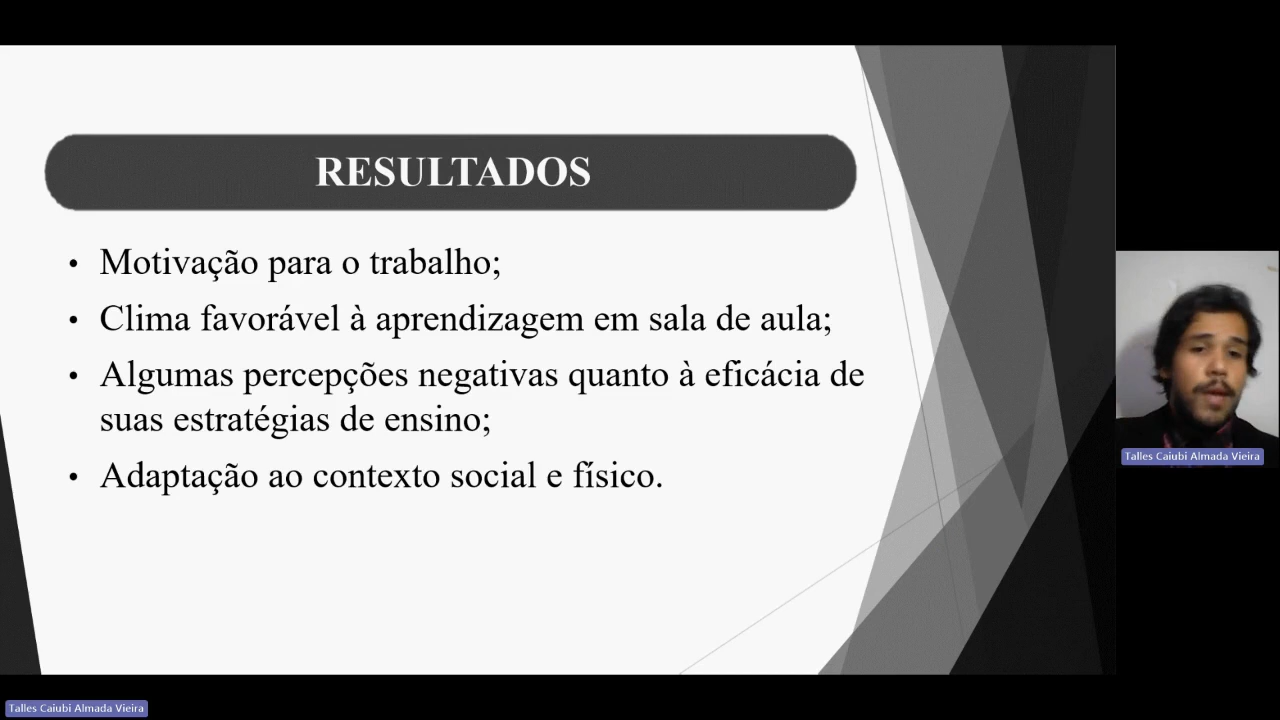 RESULTADOS
• Motivação para o trabalho;
• Clima favorável à aprendizagem em sala de aula;
• Algumas percepções negativas quanto à eficácia de
suas estratégias de ensino;
• Adaptação ao contexto social e físico.
Talles Caiubi Almada Vieira
Talles Caiubi Almada Vieira